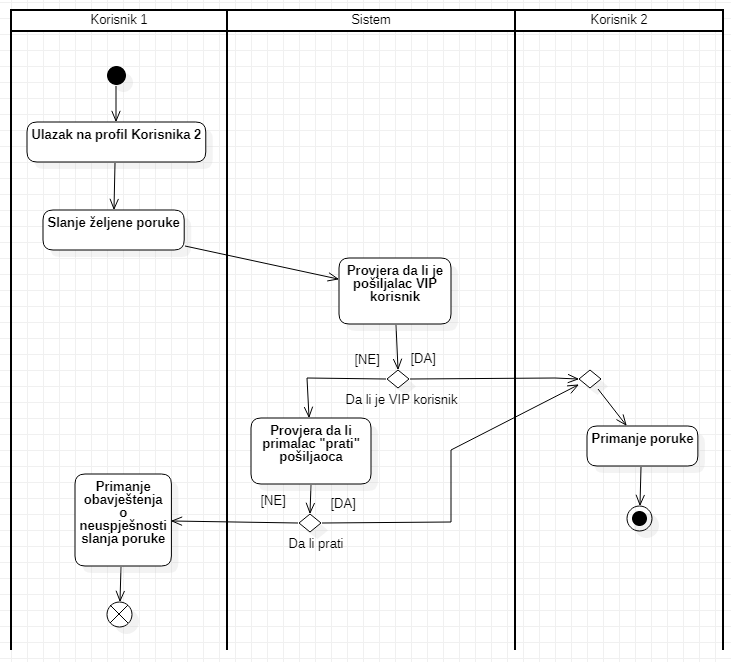 Korisnik 1
Sistem
Korisnik 2
Ulazak na profil Korisnika 2
Slanje željene poruke
Provjera da li je
pošiljalac VIP
korisnik
[NE]
[DA]
Da li je VIP korisnik
Provjera da li
primalac "prati"
pošiljaoca
Primanje poruke
[NE]
[DA]
Da li prati
Primanje
obavještenja
o
neuspješnosti
slanja poruke